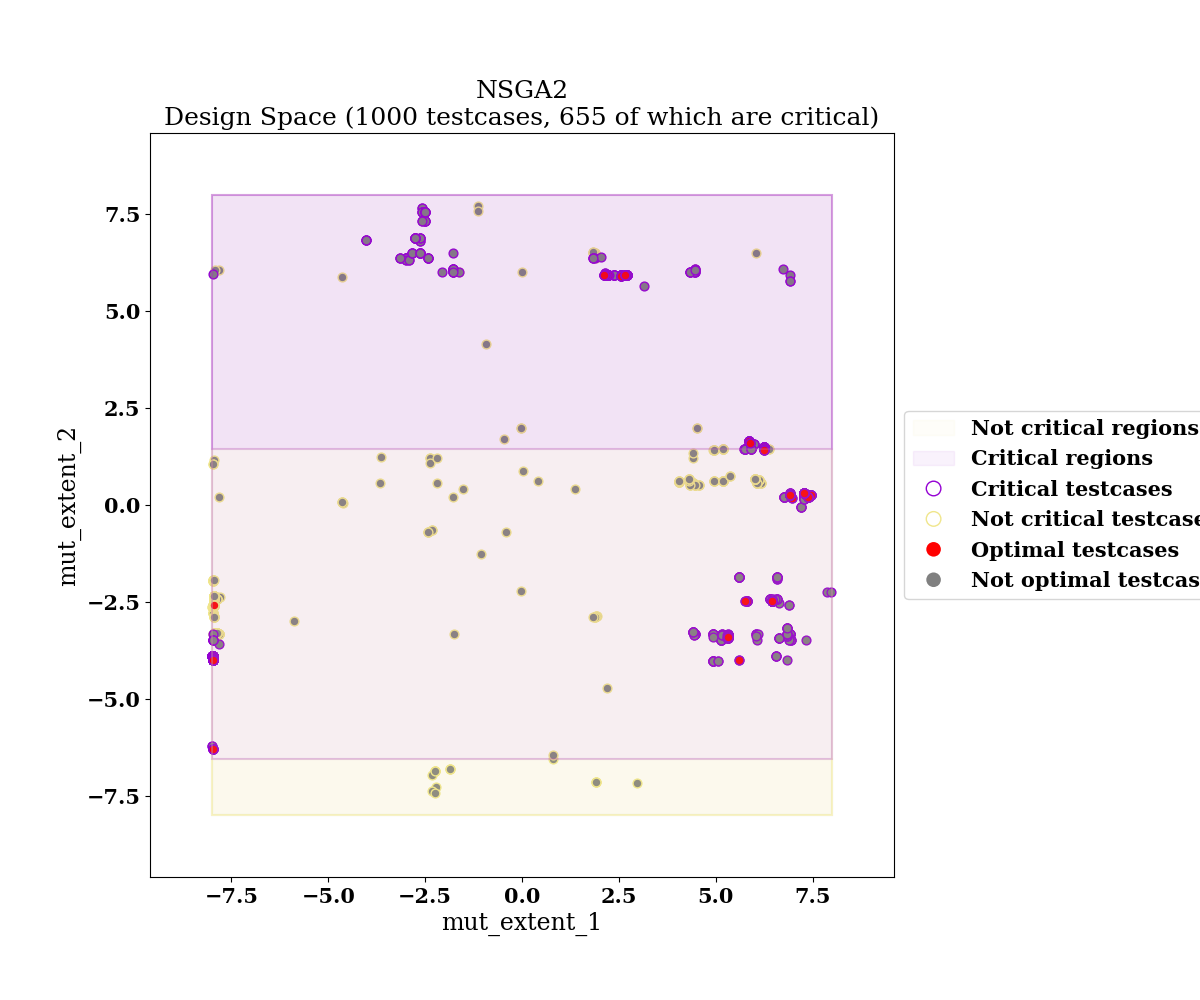 NSGA2
Design Space (1000 testcases, 655 of which are critical)
mut_extent_2
7.5
5.0
2.5
0.0
−2.5
−5.0
−7.5
−7.5
−5.0
−2.5
0.0
2.5
5.0
7.5
mut_extent_1
Not critical regions
Critical regions
Critical testcases
Not critical testcase
Optimal testcases
Not optimal testcas